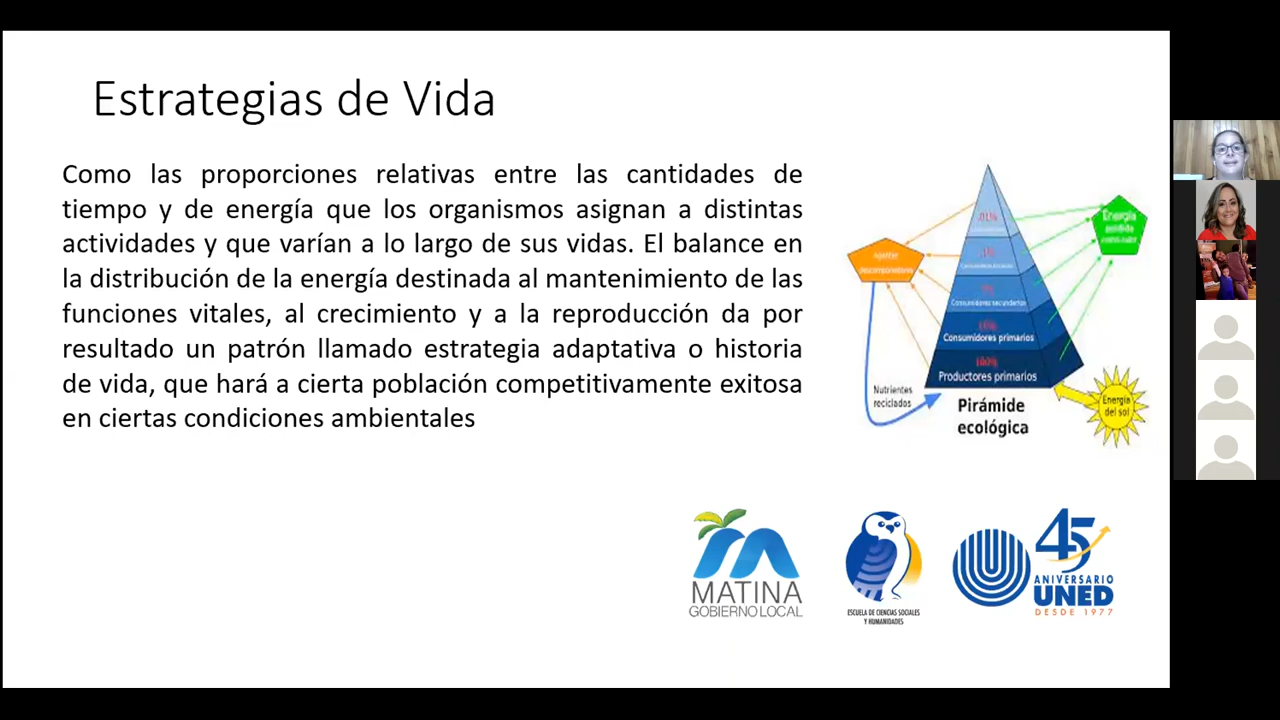 Estrategias de Vida
Como las proporciones relativas entre las cantidades de
tiempo y de energía que los organismos asignan a distintas
actividades y que varían a lo largo de sus vidas. El balance en
la distribución de la energía destinada al mantenimiento de las
funciones vitales, al crecimiento y a la reproducción da por
resultado un patrón llamado estrategia adaptativa o historia
de vida, que hará a cierta población competitivamente exitosa
en ciertas condiciones ambientales
Energía
perdida
como calor
Consumidores secundarios
Consumidores primarios
100%
Productores primarios
Nutrientes
reciclados
Energía
del sol
Pirámide
ecológica
MATINA
GOBIERNO LOCAL
ESCUELA DE CIENCIAS SOCIALES
Y HUMANIDADES
45
ANIVERSARIO
UNED
DESDE 1977